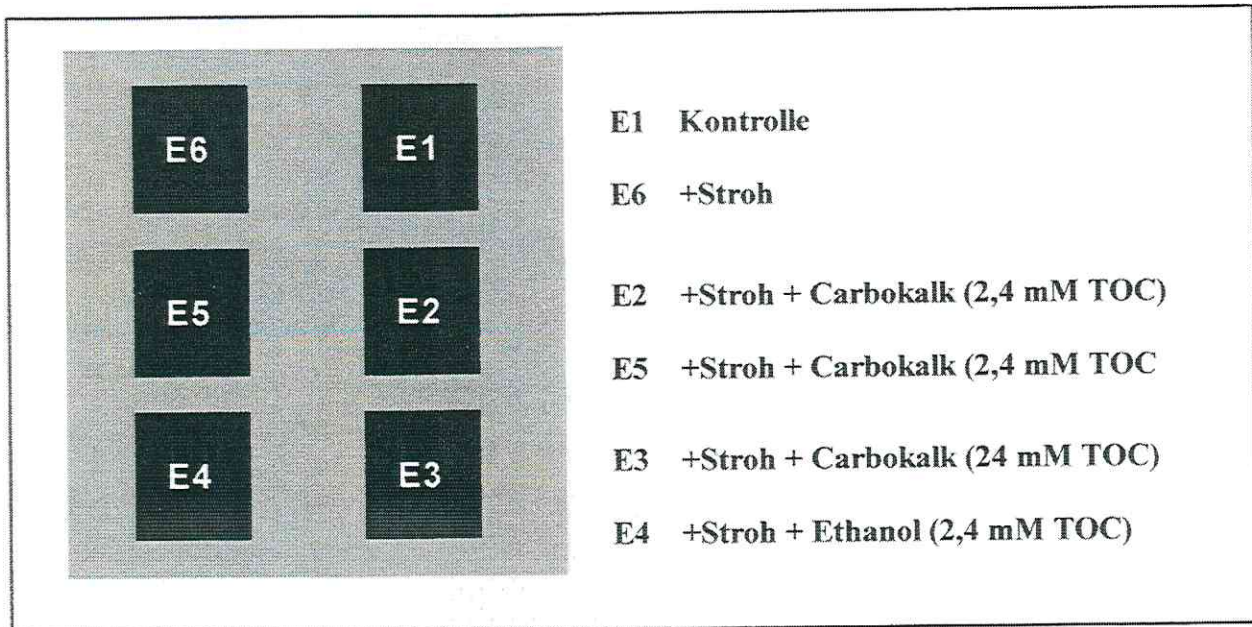 E6 E1
E5 E2
E4 E3
E1 Kontrolle
E6 +Stroh
E2 +Stroh + Carbokalk (2,4 mM TOC)
E5 +Stroh + Carbokalk (2,4 mM TOC
E3 +Stroh + Carbokalk (24 mM TOC)
E4 +Stroh + Ethanol (2,4 mM TOC)